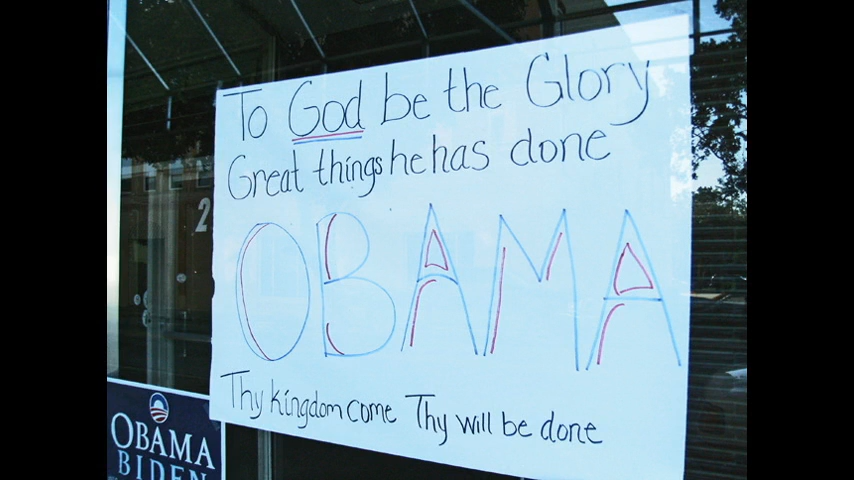 To God be the Glory
Great things he has done
OBAMA
Thy kingdom come Thy will be done
2
OBAMA
BIDEN